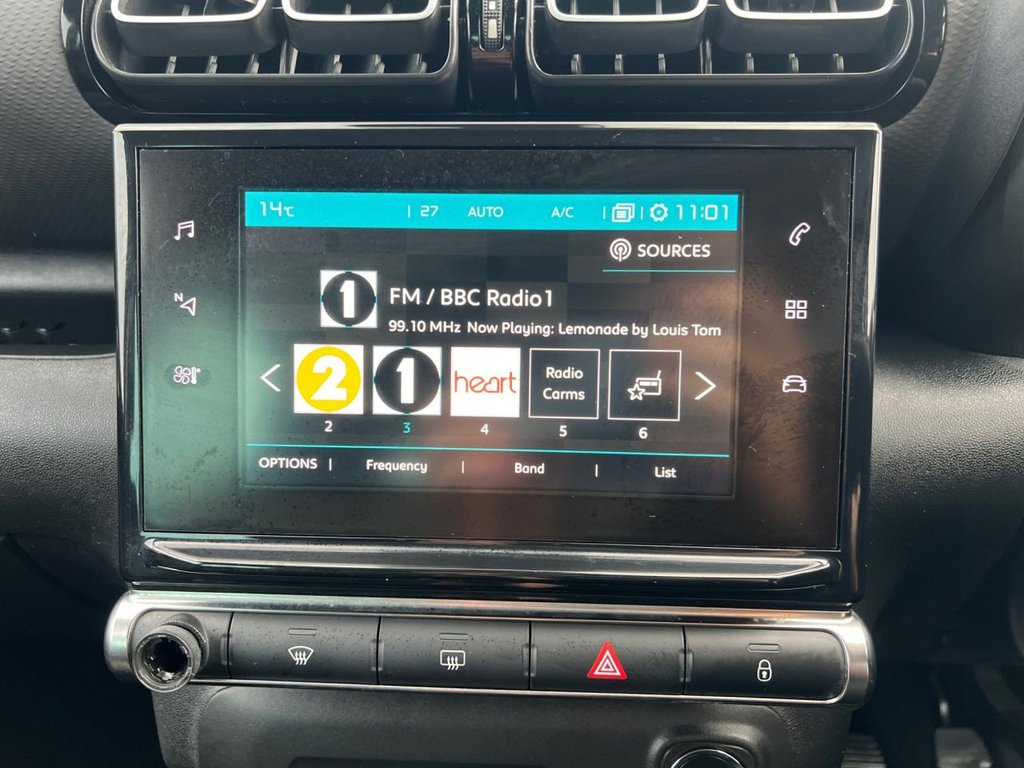 14°C | 27 AUTO A/C | | 11:01
SOURCES
1 FM / BBC Radio 1
99.10 MHz Now Playing: Lemonade by Louis Tom
N
2 1 heart Radio
Carms
2 3 4 5 6
OPTIONS | Frequency | Band | List